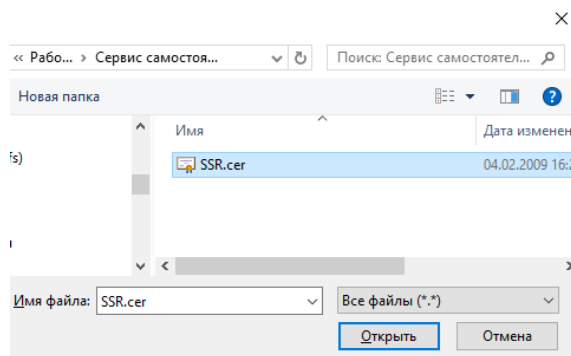 « Рабо... › Сервис самостоя...
Поиск: Сервис самостоятел...
Новая папка
Имя
Дата изменен
fs)
SSR.cer
04.02.2009 16:2
Имя файла:
SSR.cer
Все файлы (*.*)
Открыть
Отмена